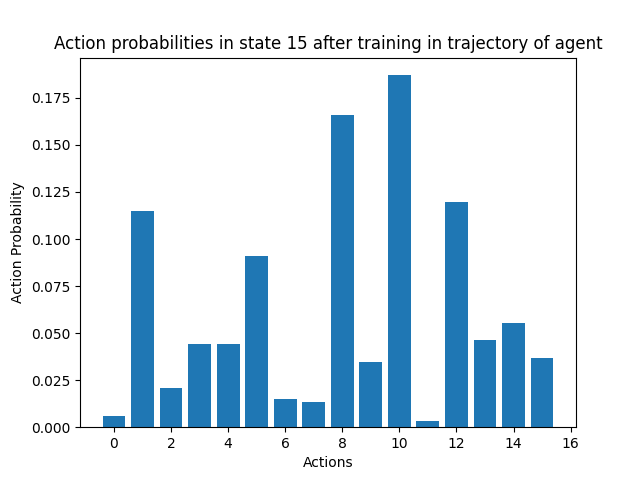 Action probabilities in state 15 after training in trajectory of agent
0.175
0.150
0.125
0.100
0.075
0.050
0.025
0.000
Action Probability
0 2 4 6 8 10 12 14 16
Actions